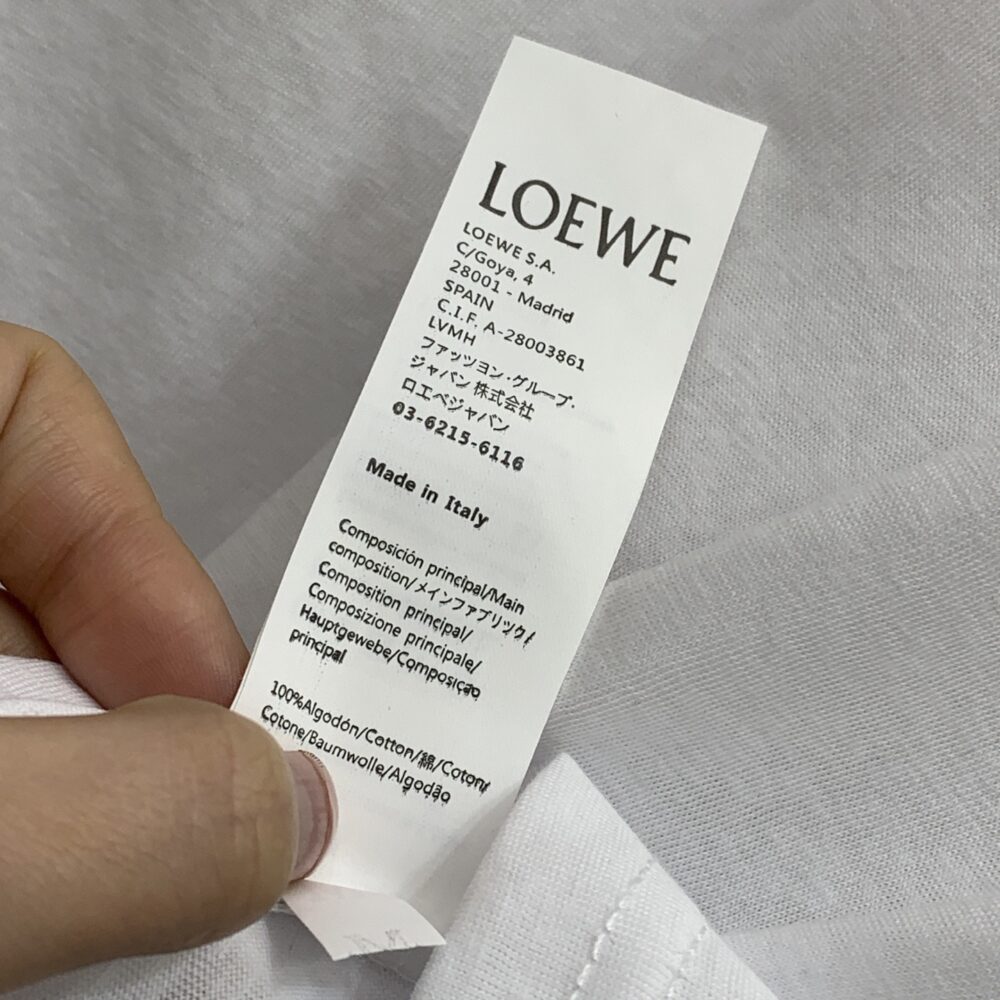 LOEWE
LOEWE S.A.
C/Goya, 4
28001 - Madrid
SPAIN
C.I.F. A-28003861
LVMH
ファッツヨン·グループ·
ジャパン 株式会社
ロエベジャパン
03-6215-6116
Made in Italy
Composición principal/Main
composition/メインファブリツク/
Composition principal/
Composizione principale/
Hauptgewebe/Composição
principal
100%Algodón/Cotton/綿/Coton/
Cotone/Baumwolle/Algodão